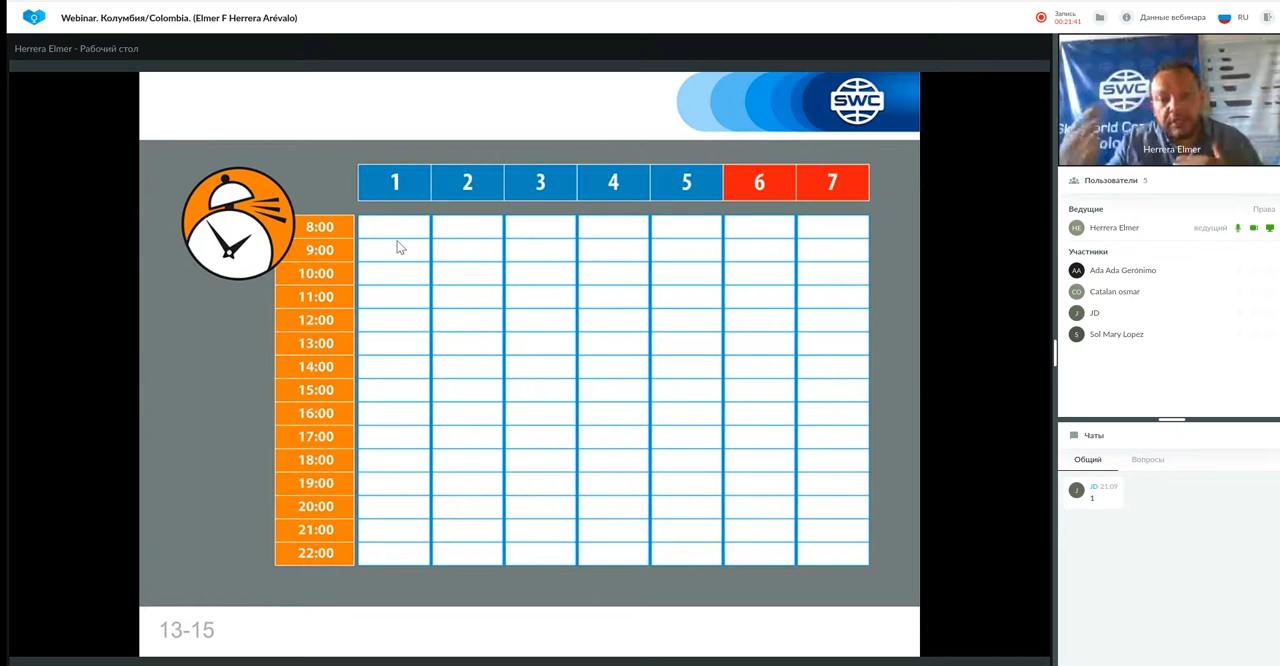 Webinar. Колумбия/Colombia. (Elmer F Herrera Arévalo)
Запись
00:21:41
Данные вебинара
RU
Herrera Elmer - Рабочий стол
SWC
1 2 3 4 5 6 7
8:00
9:00
10:00
11:00
12:00
13:00
14:00
15:00
16:00
17:00
18:00
19:00
20:00
21:00
22:00
13-15
SWC
Herrera Elmer
Пользователи 5
Ведущие Права
HE Herrera Elmer ведущий
Участники
AA Ada Ada Gerónimo
CO Catalan osmar
J JD
S Sol Mary Lopez
Чаты
Общий Вопросы
J JD 21:09
1